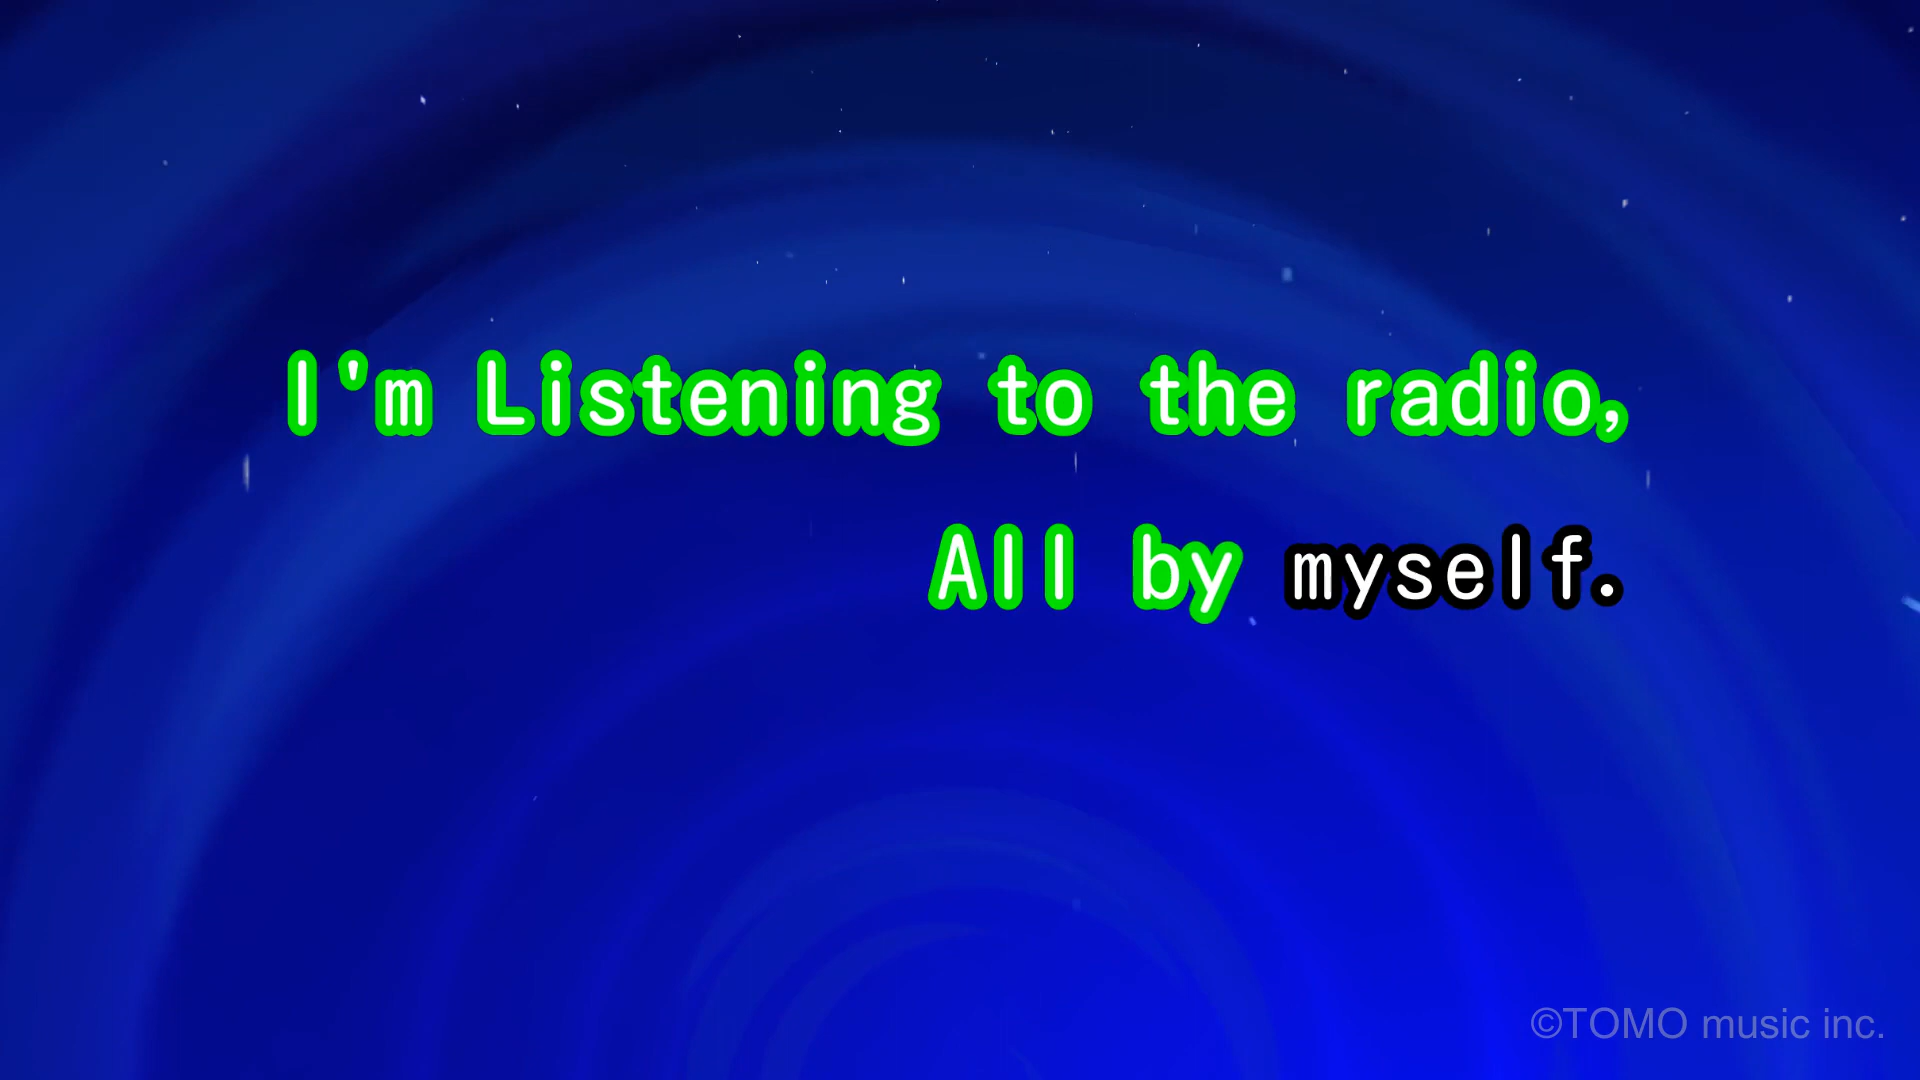 I'm Listening to the radio,
All by myself.
©TOMO music inc.